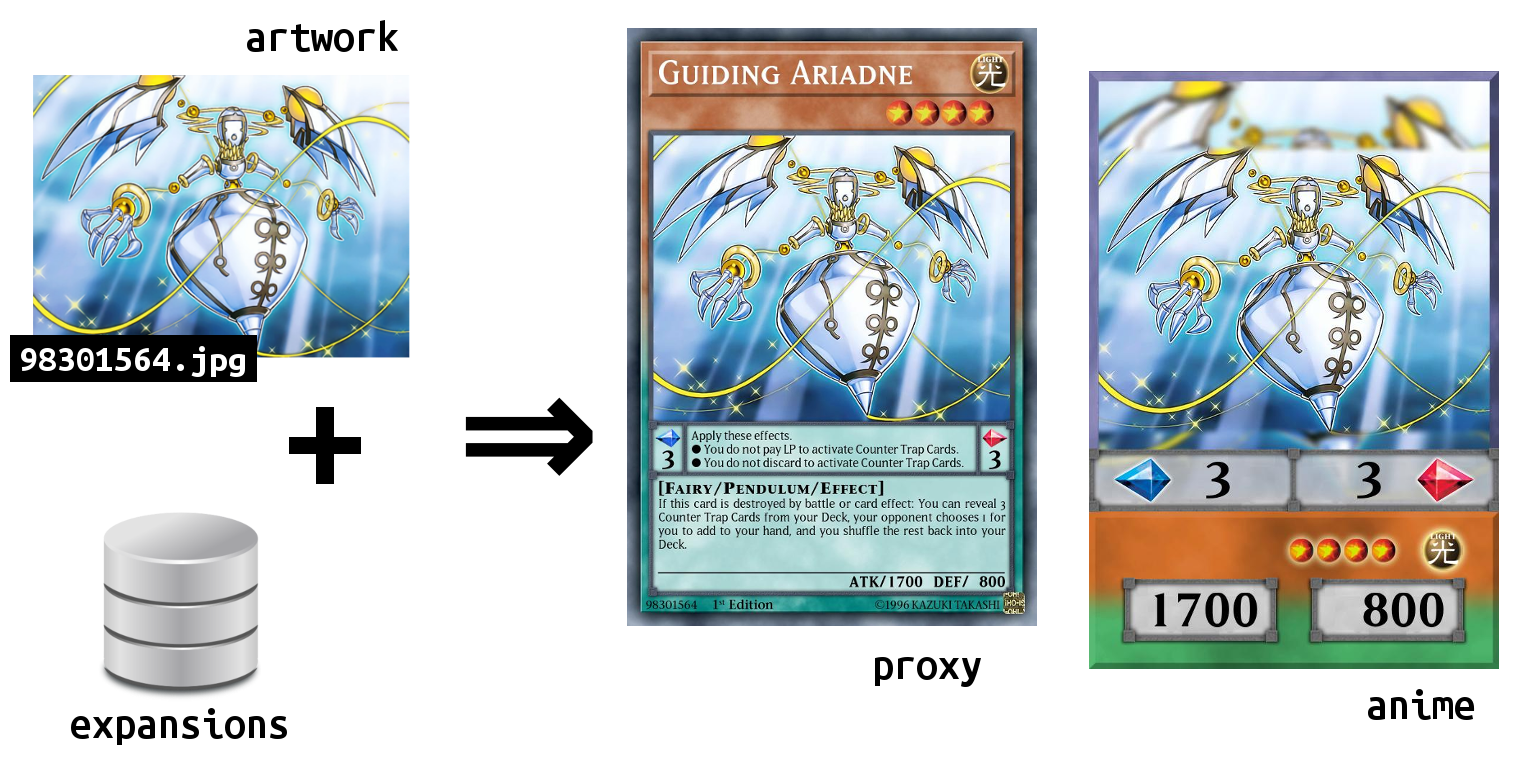 artwork
98301564.jpg
+
⇒
expansions
GUIDING ARIADNE
LIGHT
光
3
Apply these effects.
● You do not pay LP to activate Counter Trap Cards.
● You do not discard to activate Counter Trap Cards.
3
[FAIRY/PENDULUM/EFFECT]
If this card is destroyed by battle or card effect: You can reveal 3
Counter Trap Cards from your Deck, your opponent chooses 1 for
you to add to your hand, and you shuffle the rest back into your
Deck.
ATK/1700 DEF/ 800
98301564 1st Edition ©1996 KAZUKI TAKASHI
proxy
3 3
LIGHT
光
1700 800
anime